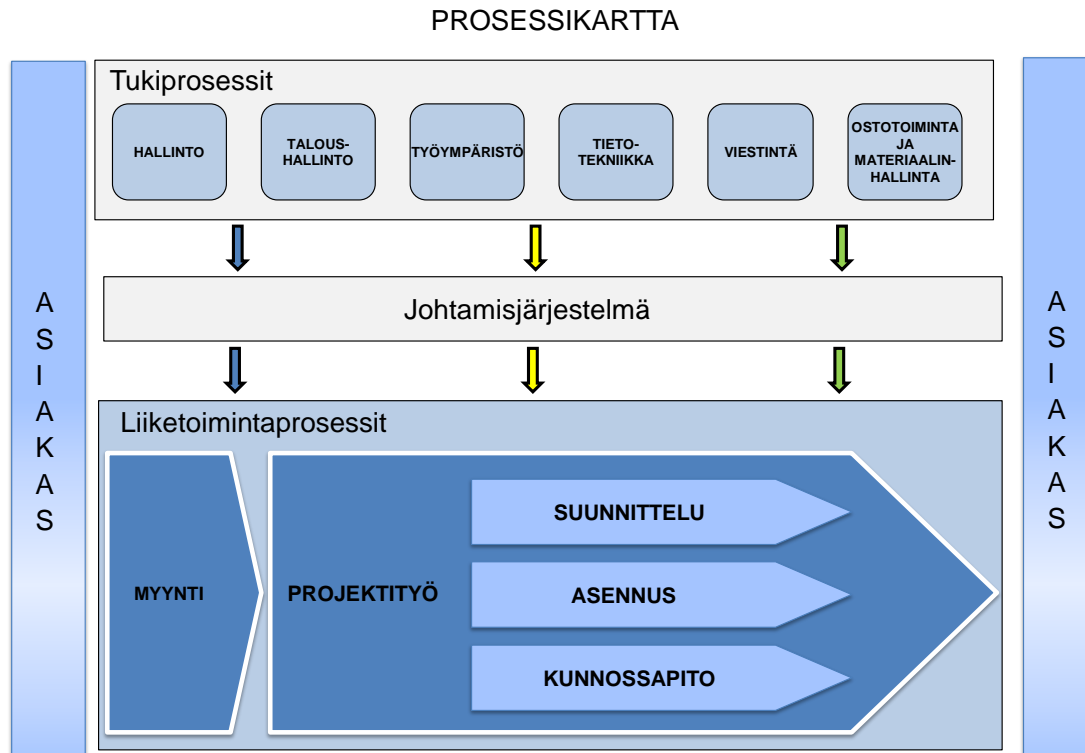 PROSESSIKARTTA
Tukiprosessit
HALLINTO
TALOUS-
HALLINTO
TYÖYMPÄRISTÖ
TIETO-
TEKNIIKKA
VIESTINTÄ
OSTOTOIMINTA
JA
MATERIAALIN-
HALLINTA
A
S
I
A
K
A
S
Johtamisjärjestelmä
A
S
I
A
K
A
S
Liiketoimintaprosessit
MYYNTI
PROJEKTITYÖ
SUUNNITTELU
ASENNUS
KUNNOSSAPITO